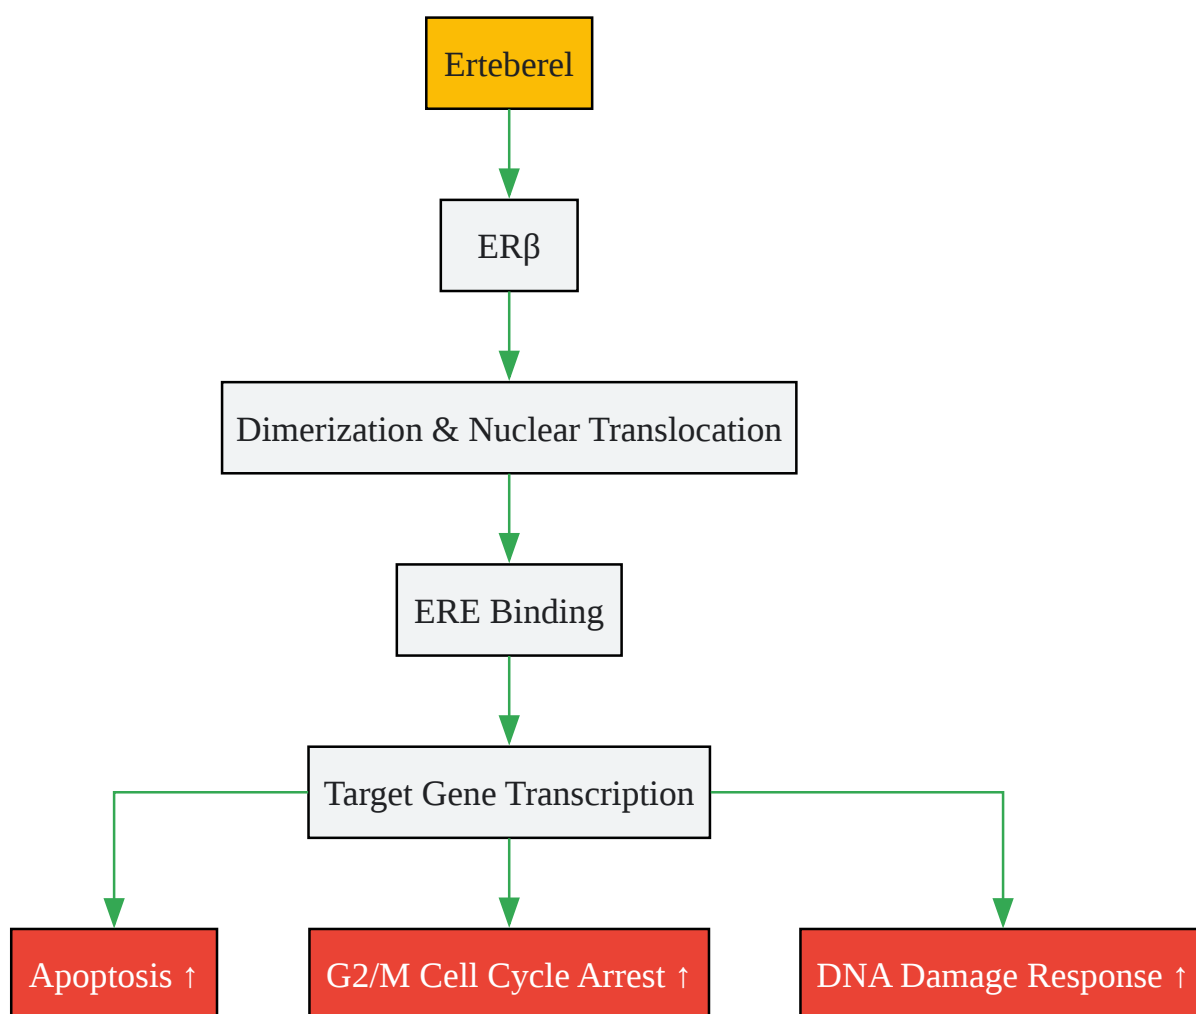 Erteberel
ERβ
Dimerization & Nuclear Translocation
ERE Binding
Target Gene Transcription
Apoptosis ↑
G2/M Cell Cycle Arrest ↑
DNA Damage Response ↑